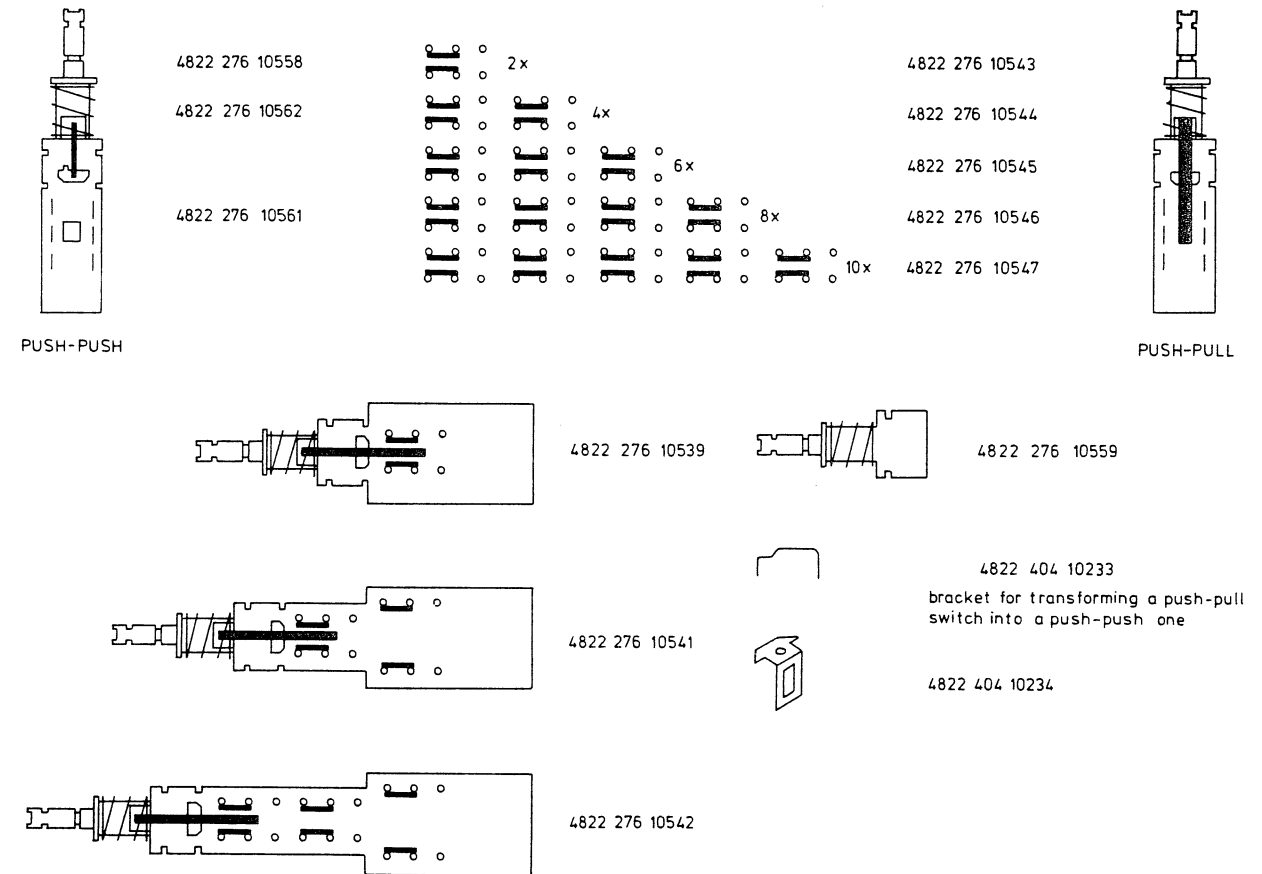 4822 276 10558
2x
4822 276 10543
4822 276 10562
4x
4822 276 10544
6x
4822 276 10545
4822 276 10561
8x
4822 276 10546
10x
4822 276 10547
PUSH-PUSH
PUSH-PULL
4822 276 10539
4822 276 10559
4822 404 10233
bracket for transforming a push-pull
switch into a push-push one
4822 276 10541
4822 404 10234
4822 276 10542